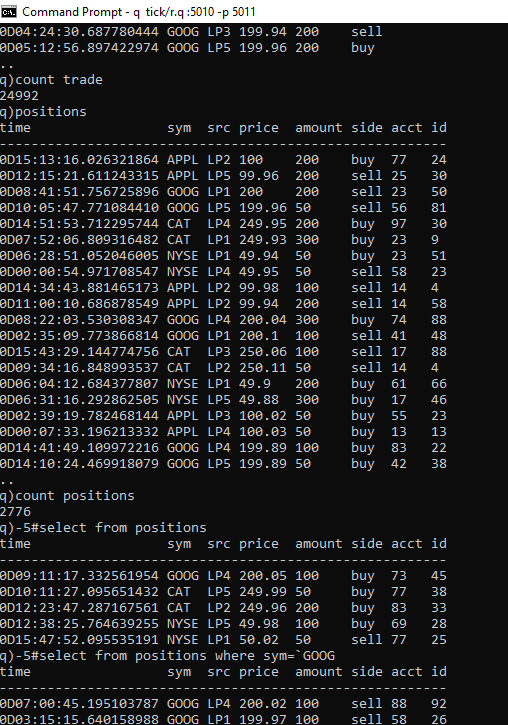 Command Prompt - q tick/r.q :5010 -p 5011
0D04:24:30.687780444 GOOG LP3 199.94 200 sell
0D05:12:56.897422974 GOOG LP5 199.96 200 buy
..
q)count trade
24992
q)positions
time sym src price amount side acct id
-----------------------------------------------------------
0D15:13:16.026321864 APPL LP2 100 200 buy 77 24
0D12:15:21.611243315 APPL LP5 99.96 200 sell 25 30
0D08:41:51.756725896 GOOG LP1 200 200 sell 23 50
0D10:05:47.771084410 GOOG LP5 199.96 50 sell 56 81
0D14:51:53.712295744 CAT LP4 249.95 200 buy 97 30
0D07:52:06.809316482 CAT LP1 249.93 300 buy 23 9
0D06:28:51.052046005 NYSE LP1 49.94 50 buy 23 51
0D00:00:54.971708547 NYSE LP4 49.95 50 sell 58 23
0D14:34:43.881465173 APPL LP2 99.98 100 sell 14 4
0D11:00:10.686878549 APPL LP2 99.94 200 sell 14 58
0D08:22:03.530308347 GOOG LP4 200.04 300 buy 74 88
0D02:35:09.773866814 GOOG LP1 200.1 100 sell 41 48
0D15:43:29.144774756 CAT LP3 250.06 100 sell 17 88
0D09:34:16.848993537 CAT LP2 250.11 50 sell 14 4
0D06:04:12.684377807 NYSE LP1 49.9 200 buy 61 66
0D06:31:16.292862505 NYSE LP5 49.88 300 buy 17 46
0D02:39:19.782468144 APPL LP3 100.02 50 buy 55 23
0D00:07:33.196213332 APPL LP4 100.03 50 buy 13 13
0D14:41:49.109972216 GOOG LP4 199.89 100 buy 83 22
0D14:10:24.469918079 GOOG LP5 199.89 50 buy 42 38
..
q)count positions
2776
q)-5#select from positions
time sym src price amount side acct id
-----------------------------------------------------------
0D09:11:17.332561954 GOOG LP4 200.05 100 buy 73 45
0D10:11:27.095651432 CAT LP5 249.99 50 buy 77 38
0D12:23:47.287167561 CAT LP2 249.96 200 buy 83 33
0D12:38:25.764639255 NYSE LP5 49.98 100 buy 69 28
0D15:47:52.095535191 NYSE LP1 50.02 50 sell 77 25
q)-5#select from positions where sym=`GOOG
time sym src price amount side acct id
-----------------------------------------------------------
0D07:00:45.195103787 GOOG LP4 200.02 100 sell 88 92
0D03:15:15.640158988 GOOG LP1 199.97 100 sell 58 26